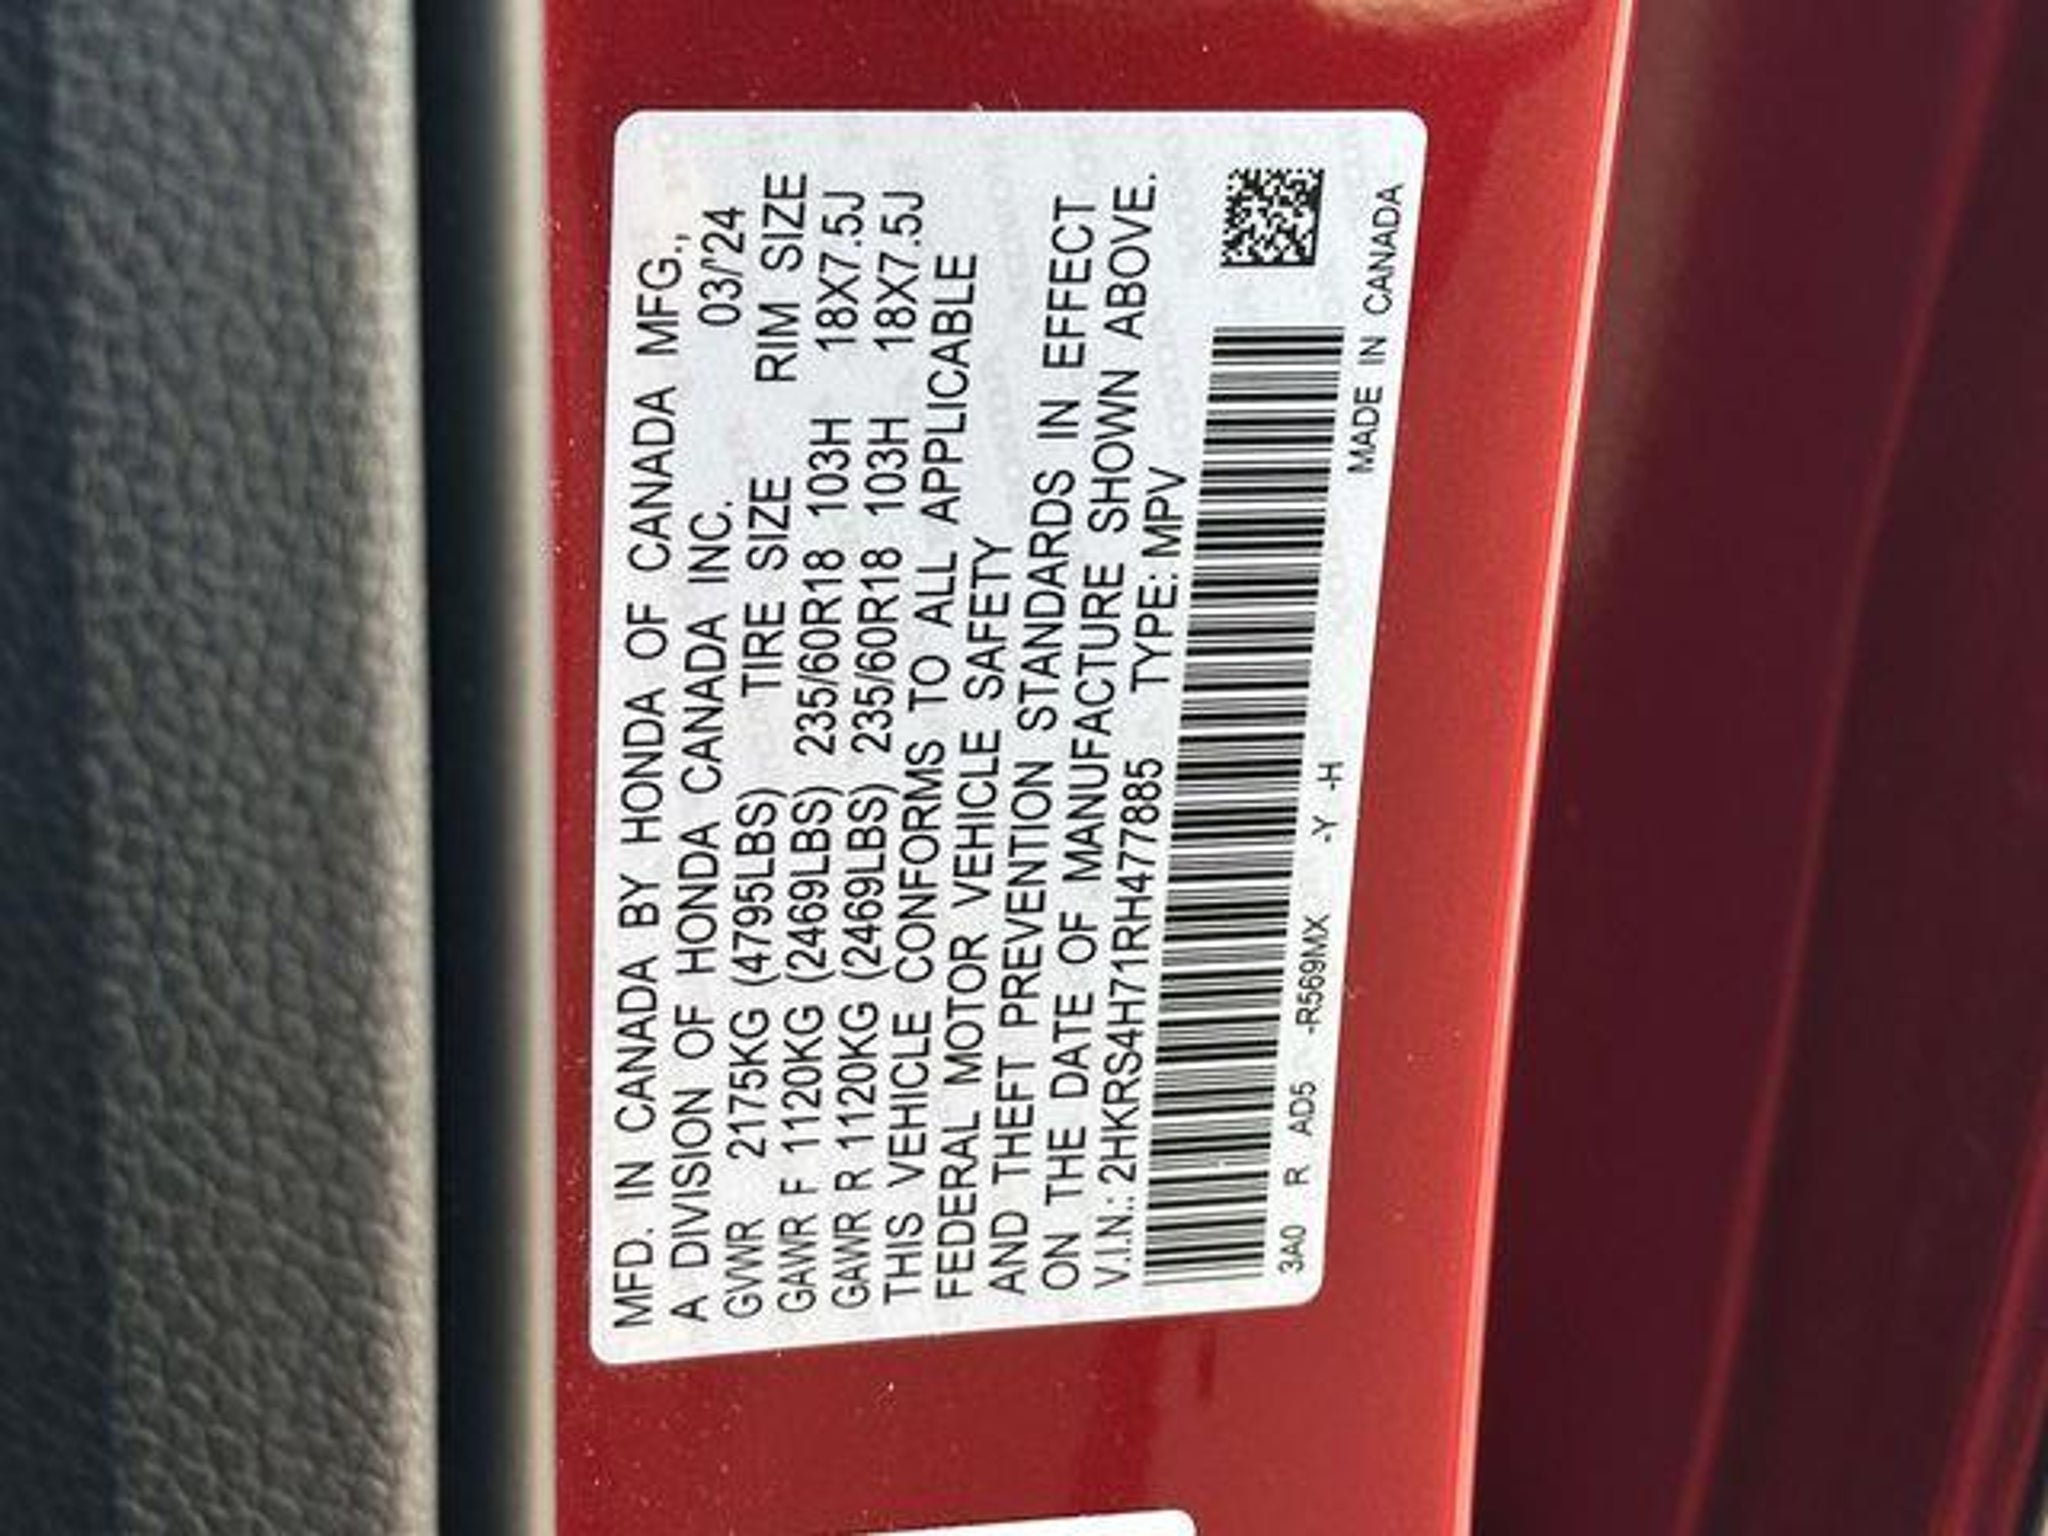 MFD. IN CANADA BY HONDA OF CANADA MFG.,
A DIVISION OF HONDA CANADA INC. 03/'24
GVWR 2175KG (4795LBS) TIRE SIZE RIM SIZE
GAWR F 1120KG (2469LBS) 235/60R18 103H 18X7.5J
GAWR R 1120KG (2469LBS) 235/60R18 103H 18X7.5J
THIS VEHICLE CONFORMS TO ALL APPLICABLE
FEDERAL MOTOR VEHICLE SAFETY
AND THEFT PREVENTION STANDARDS IN EFFECT
ON THE DATE OF MANUFACTURE SHOWN ABOVE.
V.I.N.: 2HKRS4H71RH477885 TYPE: MPV
3A0 R AD5 -R569MX -Y -H MADE IN CANADA